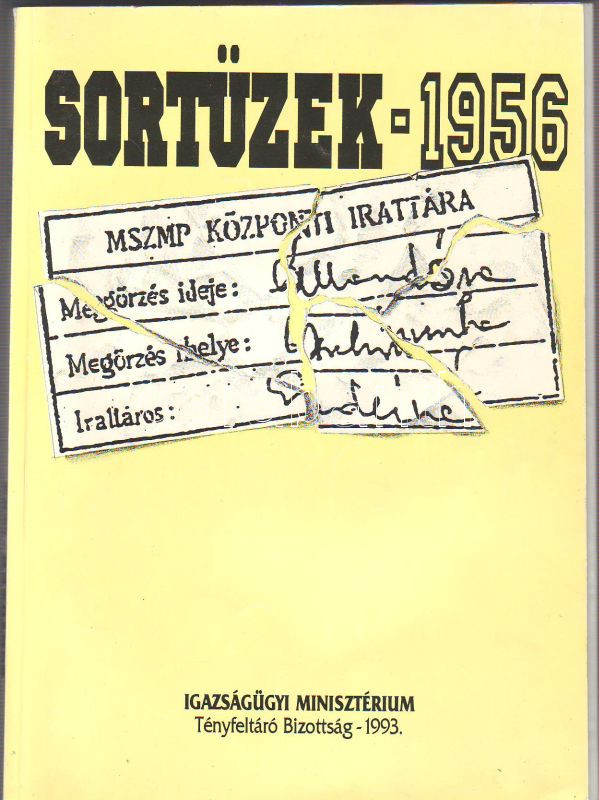 SORTÜZEK - 1956
MSZMP KÖZPONTI IRATTÁRA
Megőrzés ideje:
Megőrzés helye:
Irattáros:
IGAZSÁGÜGYI MINISZTÉRIUM
Tényfeltáró Bizottság - 1993.